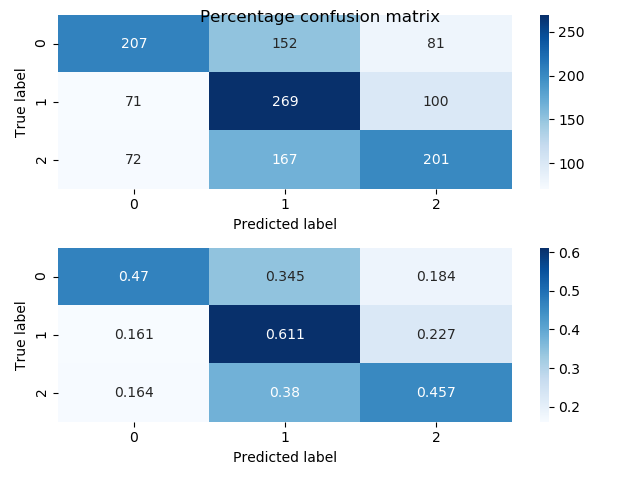 Percentage confusion matrix
0 207 152 81
1 71 269 100
2 72 167 201
0 1 2
True label
Predicted label
250
200
150
100
0 0.47 0.345 0.184
1 0.161 0.611 0.227
2 0.164 0.38 0.457
0 1 2
True label
Predicted label
0.6
0.5
0.4
0.3
0.2